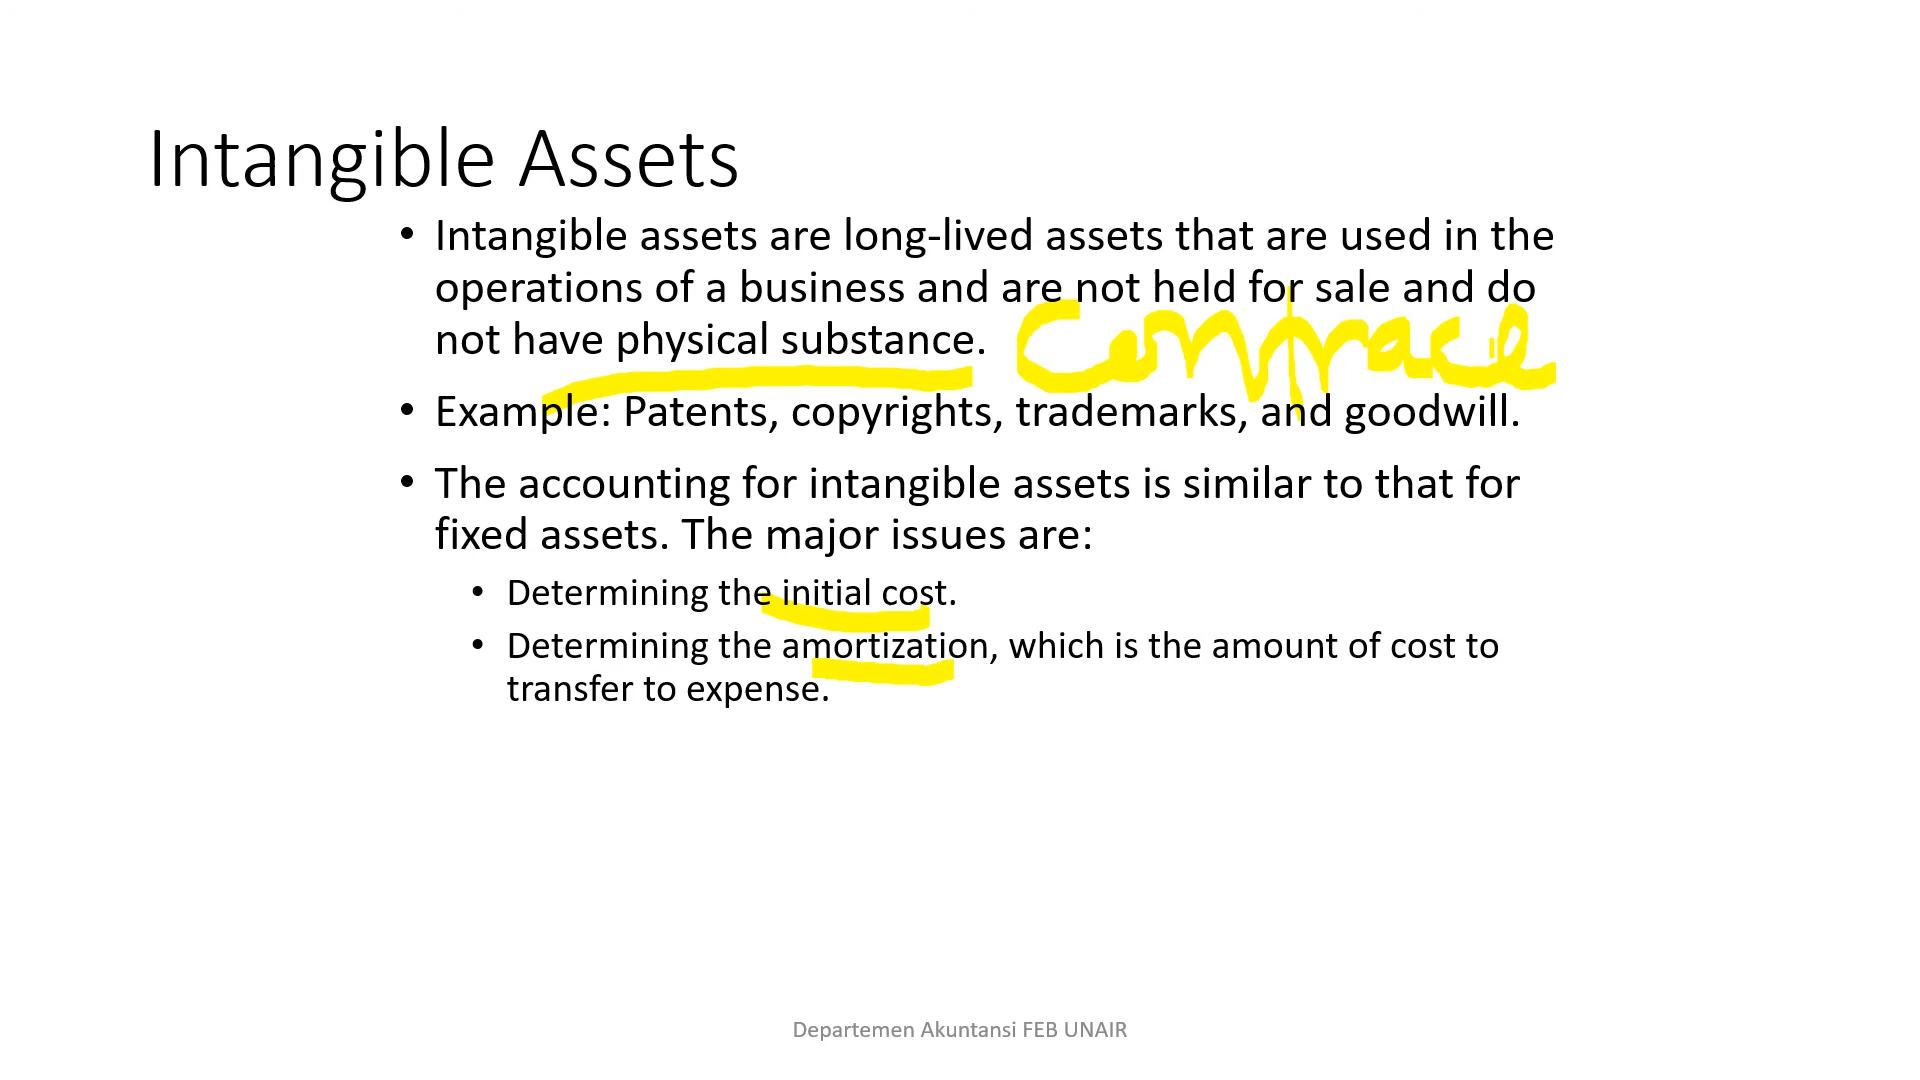 Intangible Assets
• Intangible assets are long-lived assets that are used in the
operations of a business and are not held for sale and do
not have physical substance.
• Example: Patents, copyrights, trademarks, and goodwill.
• The accounting for intangible assets is similar to that for
fixed assets. The major issues are:
• Determining the initial cost.
• Determining the amortization, which is the amount of cost to
transfer to expense.
Departemen Akuntansi FEB UNAIR